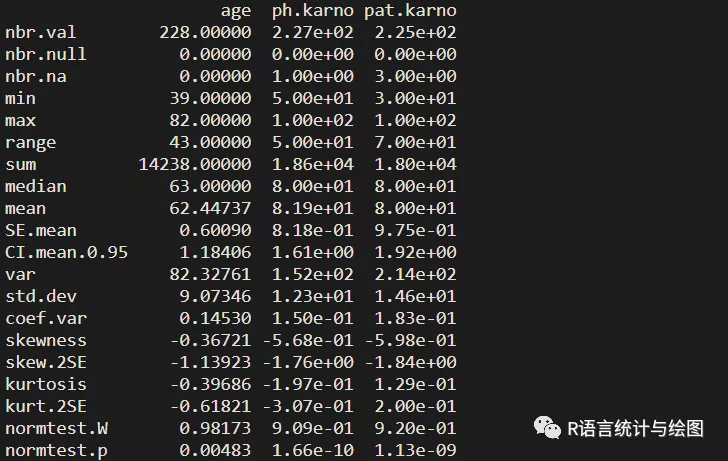 age ph.karno pat.karno
nbr.val 228.00000 2.27e+02 2.25e+02
nbr.null 0.00000 0.00e+00 0.00e+00
nbr.na 0.00000 1.00e+00 3.00e+00
min 39.00000 5.00e+01 3.00e+01
max 82.00000 1.00e+02 1.00e+02
range 43.00000 5.00e+01 7.00e+01
sum 14238.00000 1.86e+04 1.80e+04
median 63.00000 8.00e+01 8.00e+01
mean 62.44737 8.19e+01 8.00e+01
SE.mean 0.60090 8.18e-01 9.75e-01
CI.mean.0.95 1.18406 1.61e+00 1.92e+00
var 82.32761 1.52e+02 2.14e+02
std.dev 9.07346 1.23e+01 1.46e+01
coef.var 0.14530 1.50e-01 1.83e-01
skewness -0.36721 -5.68e-01 -5.98e-01
skew.2SE -1.13923 -1.76e+00 -1.84e+00
kurtosis -0.39686 -1.97e-01 1.29e-01
kurt.2SE -0.61821 -3.07e-01 2.00e-01
normtest.W 0.98173 9.09e-01 9.20e-01
normtest.p 0.00483 1.66e-10 1.13e-09
R语言统计与绘图